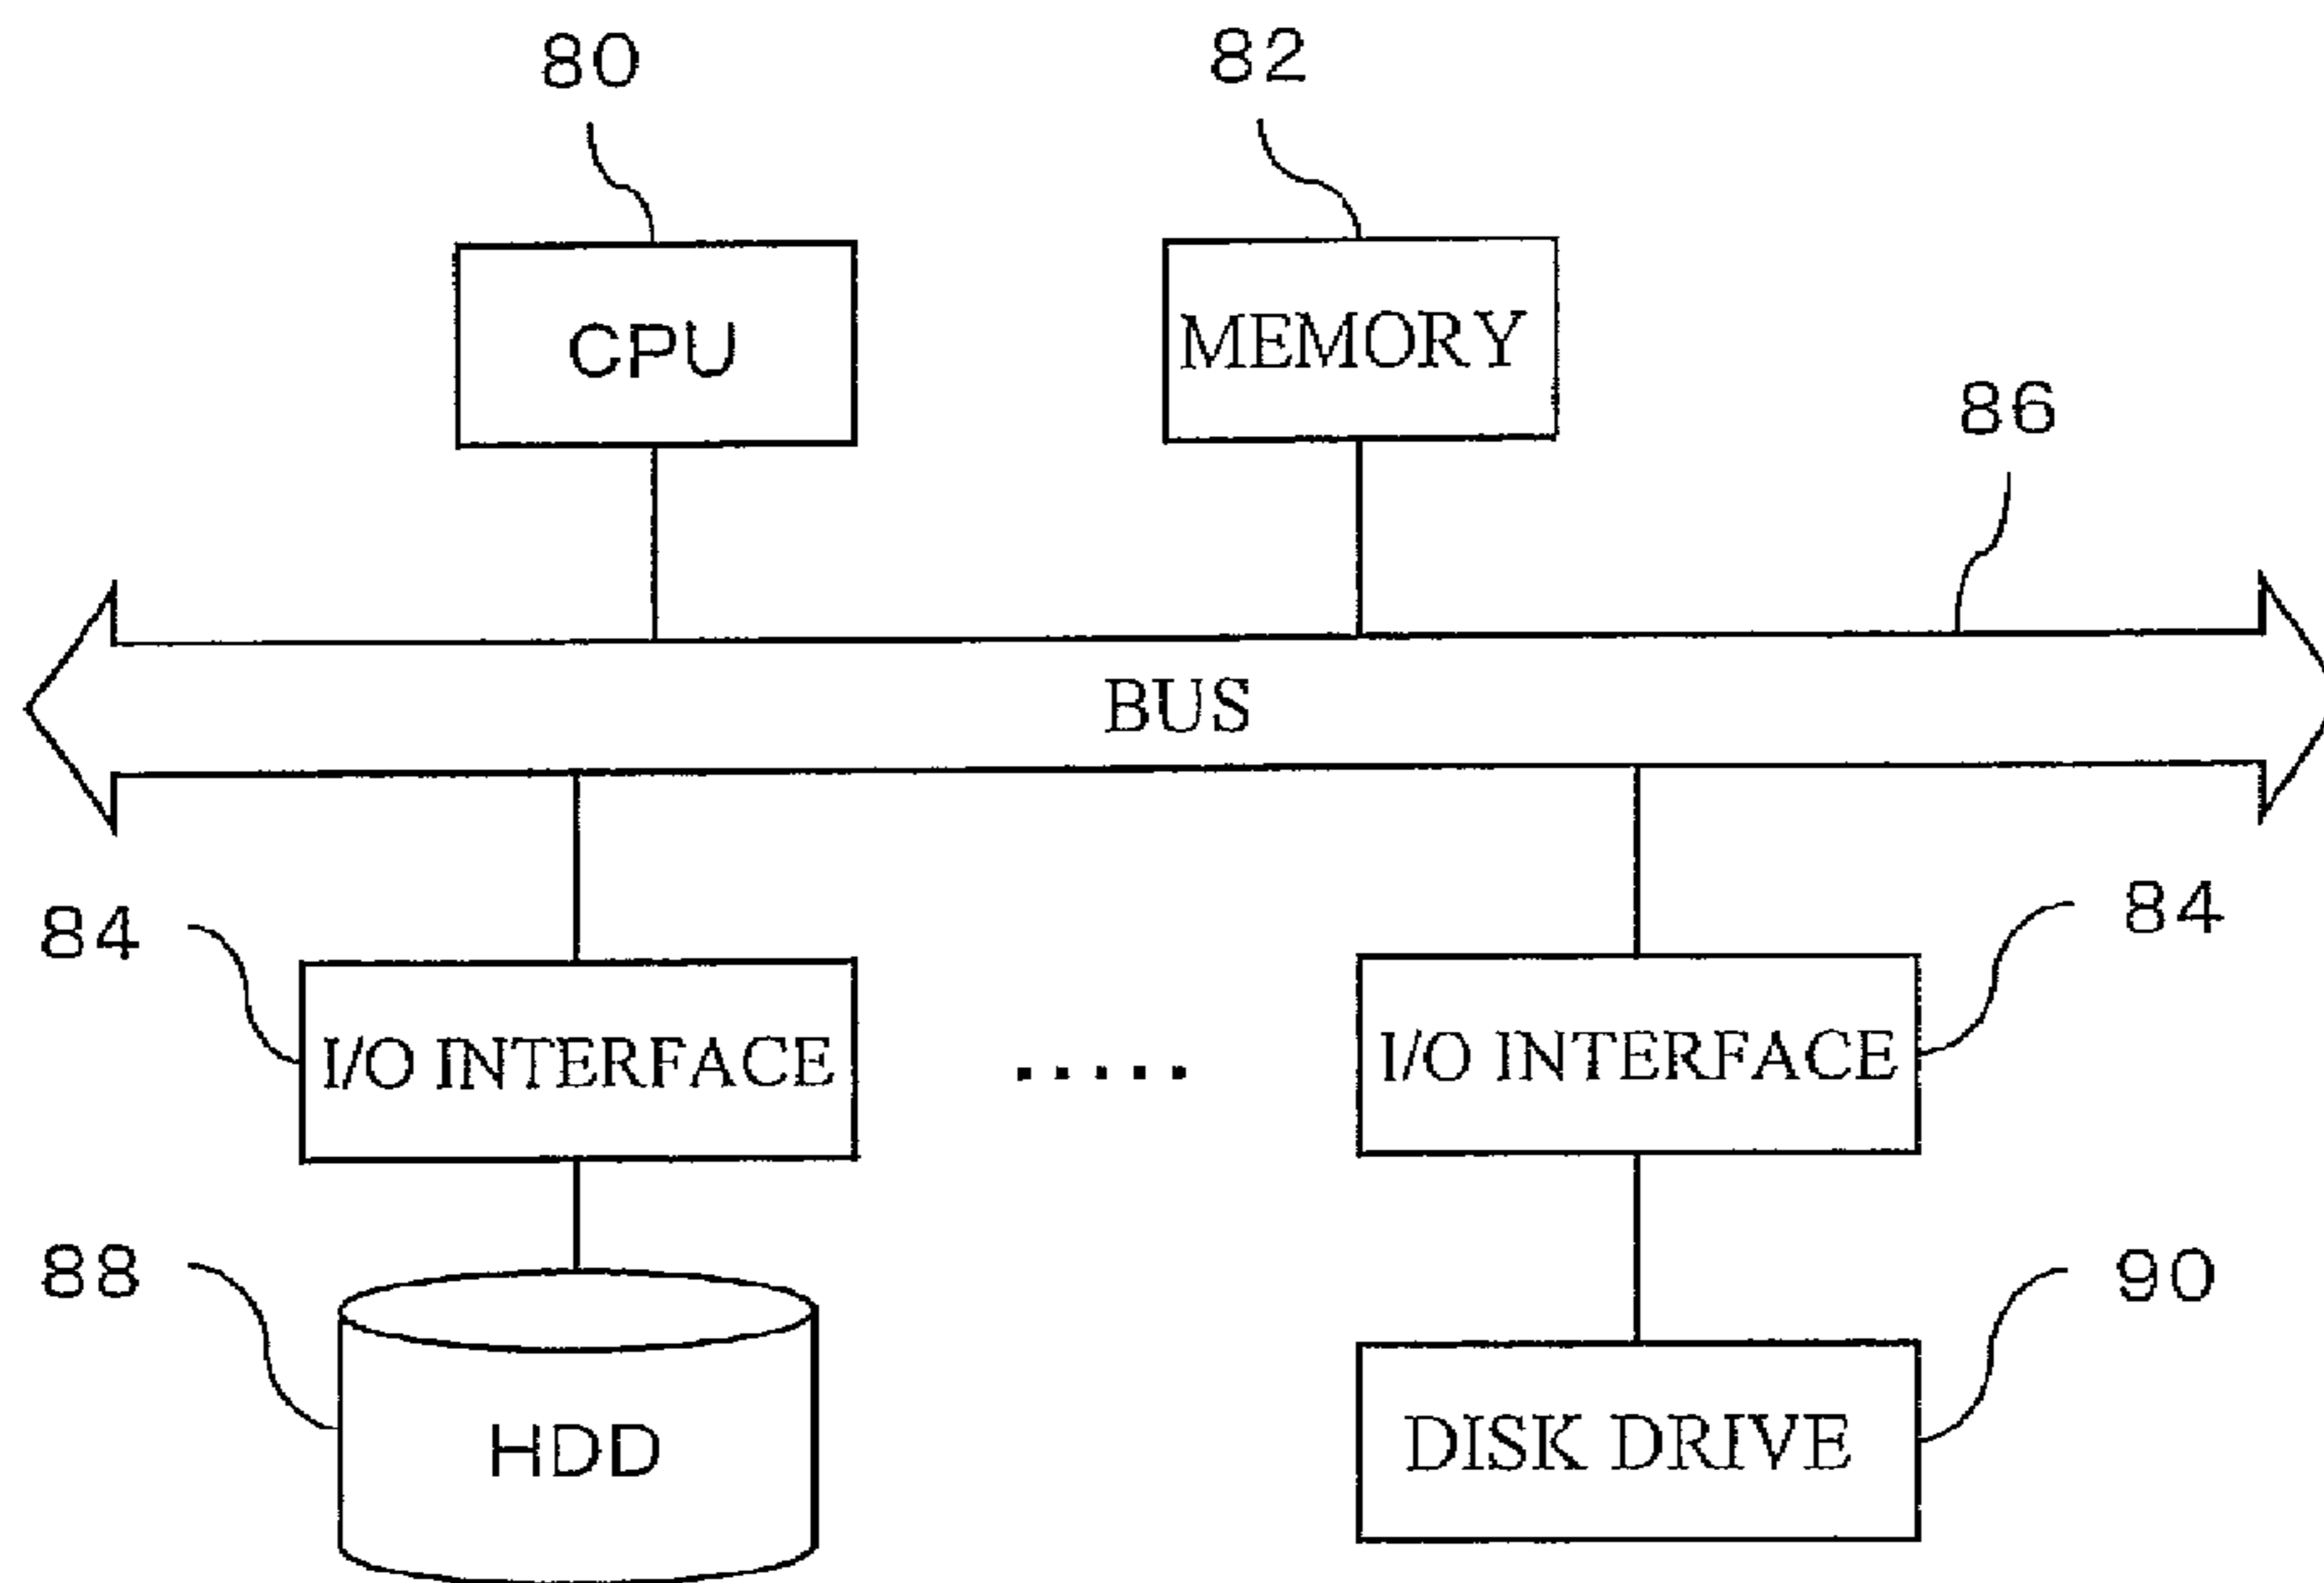 80
82
CPU
MEMORY
86
BUS
84
84
I/O INTERFACE
.....
I/O INTERFACE
88
90
HDD
DISK DRIVE